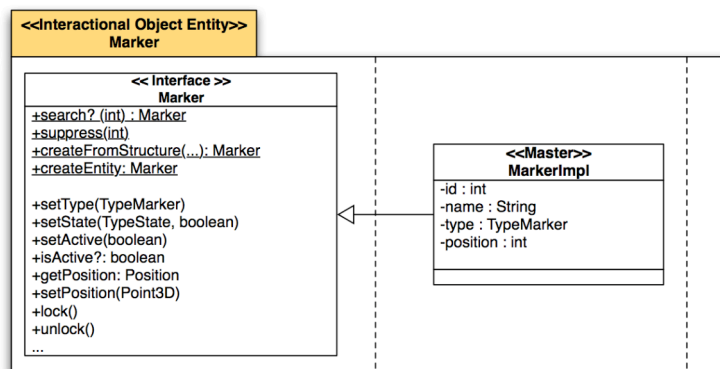 <<Interactional Object Entity>>
Marker
<< Interface >>
Marker
+search? (int) : Marker
+suppress(int)
+createFromStructure(...): Marker
+createEntity: Marker
+setType(TypeMarker)
+setState(TypeState, boolean)
+setActive(boolean)
+isActive?: boolean
+getPosition: Position
+setPosition(Point3D)
+lock()
+unlock()
...
<<Master>>
MarkerImpl
-id : int
-name : String
-type : TypeMarker
-position : int